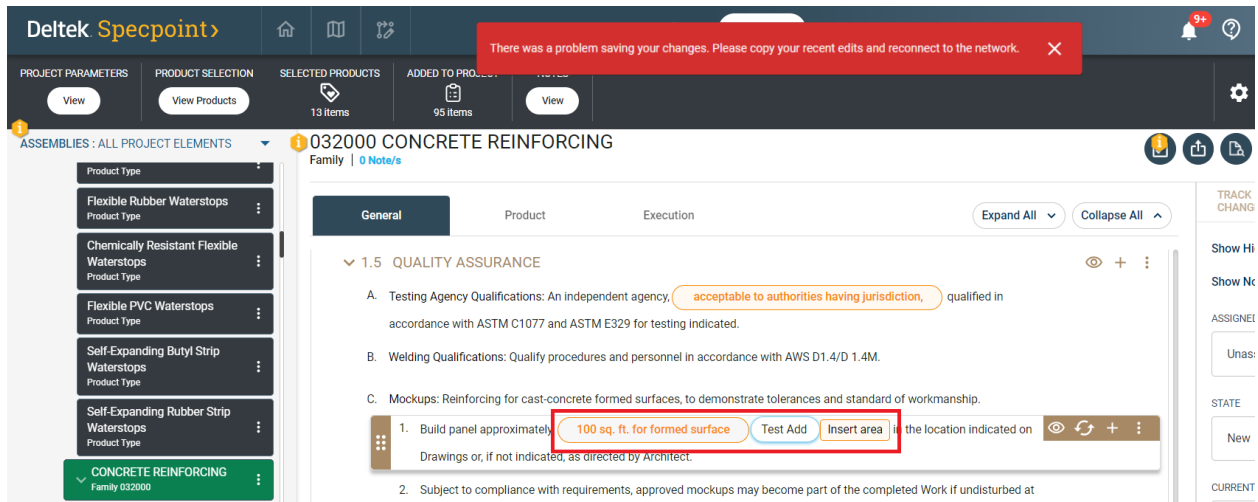 Deltek Specpoint
There was a problem saving your changes. Please copy your recent edits and reconnect to the network.
9+
PROJECT PARAMETERS
View
PRODUCT SELECTION
View Products
SELECTED PRODUCTS
13 items
ADDED TO PROJECT
95 items
NOTES
View
ASSEMBLIES : ALL PROJECT ELEMENTS
Product Type
Flexible Rubber Waterstops
Product Type
Chemically Resistant Flexible
Waterstops
Product Type
Flexible PVC Waterstops
Product Type
Self-Expanding Butyl Strip
Waterstops
Product Type
Self-Expanding Rubber Strip
Waterstops
Product Type
CONCRETE REINFORCING
Family 032000
032000 CONCRETE REINFORCING
Family | 0 Note/s
General
Product
Execution
Expand All
Collapse All
1.5 QUALITY ASSURANCE
A. Testing Agency Qualifications: An independent agency, acceptable to authorities having jurisdiction, qualified in
accordance with ASTM C1077 and ASTM E329 for testing indicated.
B. Welding Qualifications: Qualify procedures and personnel in accordance with AWS D1.4/D 1.4M.
C. Mockups: Reinforcing for cast-concrete formed surfaces, to demonstrate tolerances and standard of workmanship.
1. Build panel approximately 100 sq. ft. for formed surface Test Add Insert area in the location indicated on
Drawings or, if not indicated, as directed by Architect.
2. Subject to compliance with requirements, approved mockups may become part of the completed Work if undisturbed at
TRACK
CHANG
Show Hi
Show No
ASSIGNED
Unas
STATE
New
CURRENT